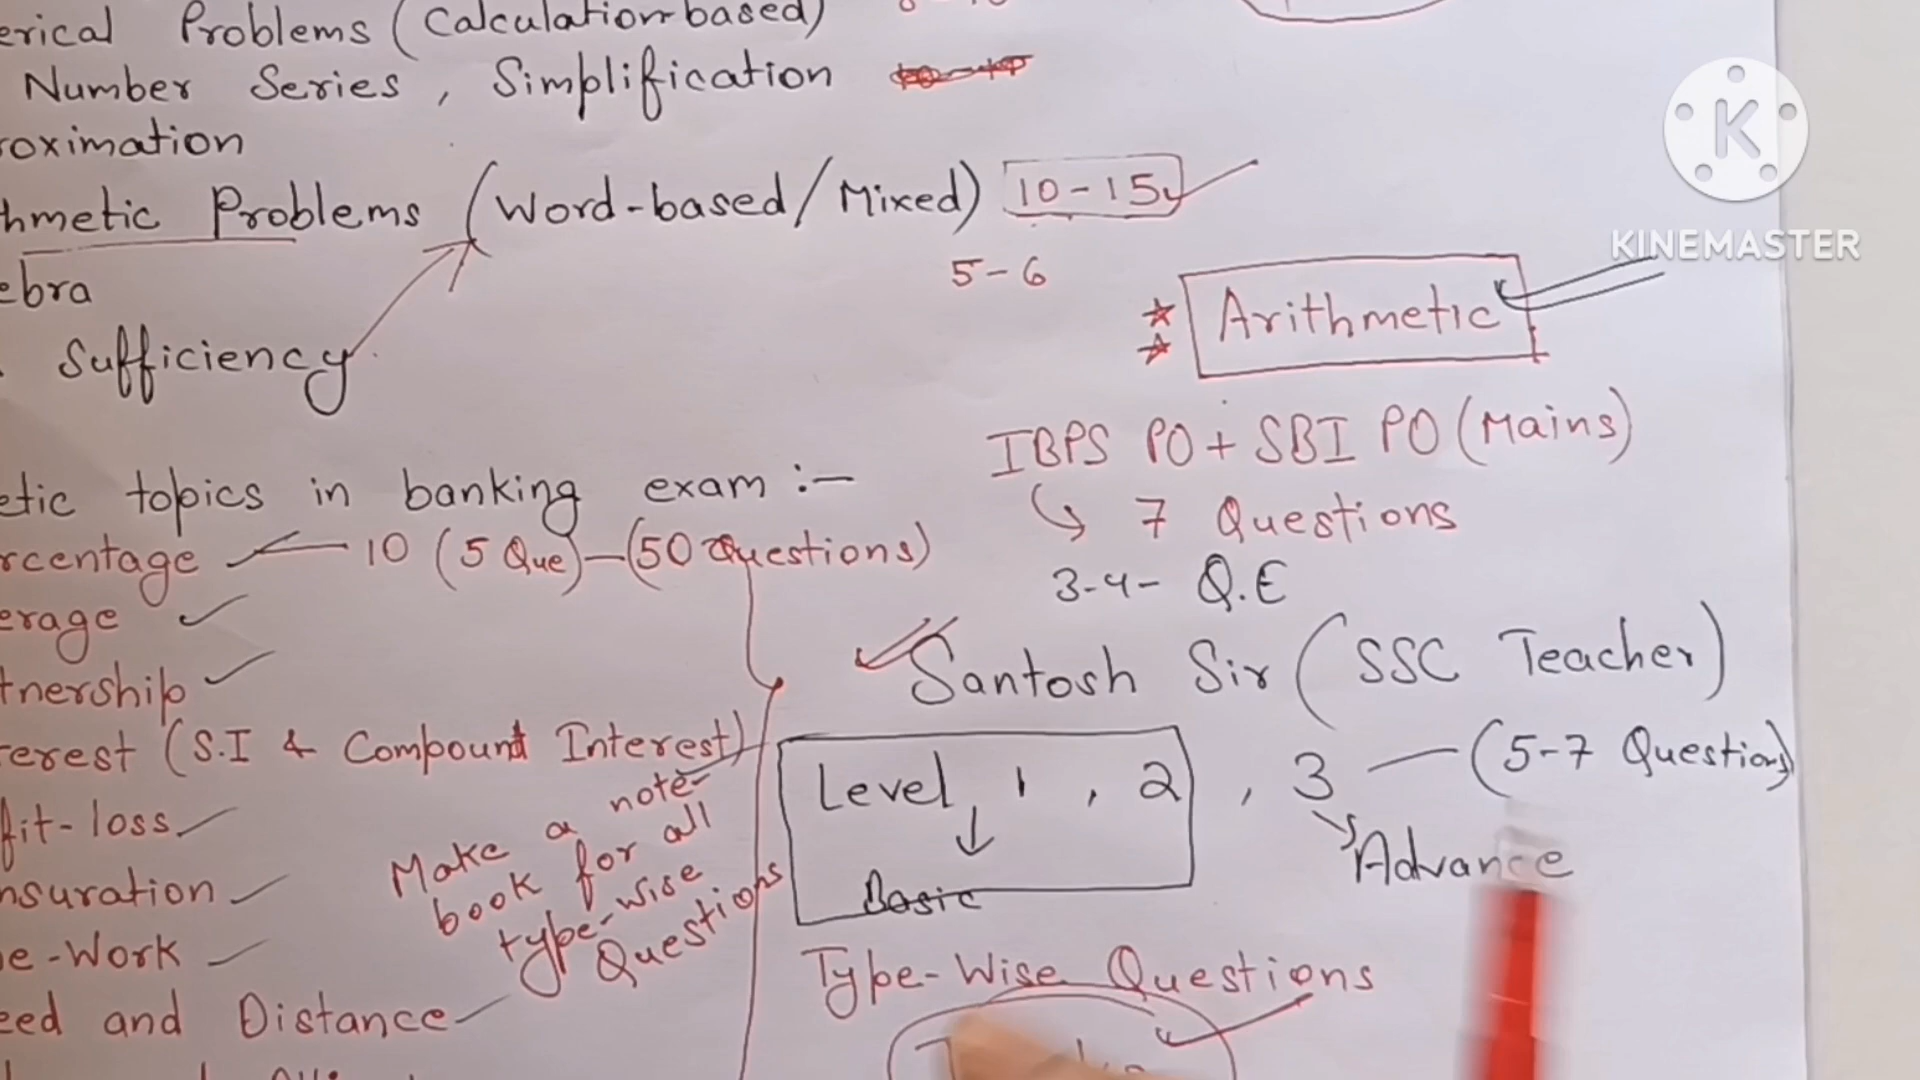 erical Problems (Calculation-based)
Number Series, Simplification
roximation
hmetic Problems (Word-based/Mixed) 10-15
5-6
ebra
Sufficiency
Arithmetic
IBPS PO + SBI PO (Mains)
7 Questions
3-4- Q.E
etic topics in banking exam :-
rcentage 10 (5 Que)-(50 Questions)
erage
tnership
erest (S.I & Compound Interest)
fit-loss
nsuration
e-Work
eed and Distance
Make a note-
book for all
type-wise
Questions
Santosh Sir (SSC Teacher)
Level 1, 2, 3 - (5-7 Questions)
Basic
Advance
Type-Wise Questions
K
KINEMASTER